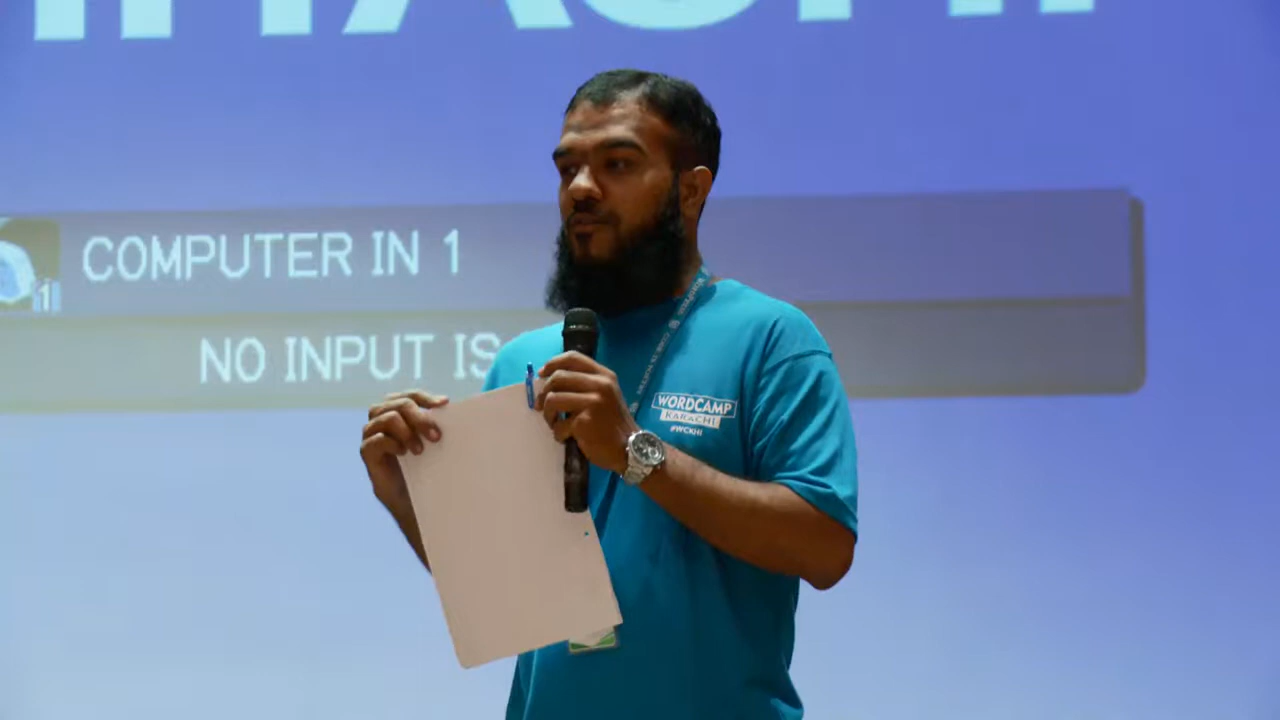 COMPUTER IN 1
NO INPUT IS
WORDCAMP
KARACHI
#WCKHI